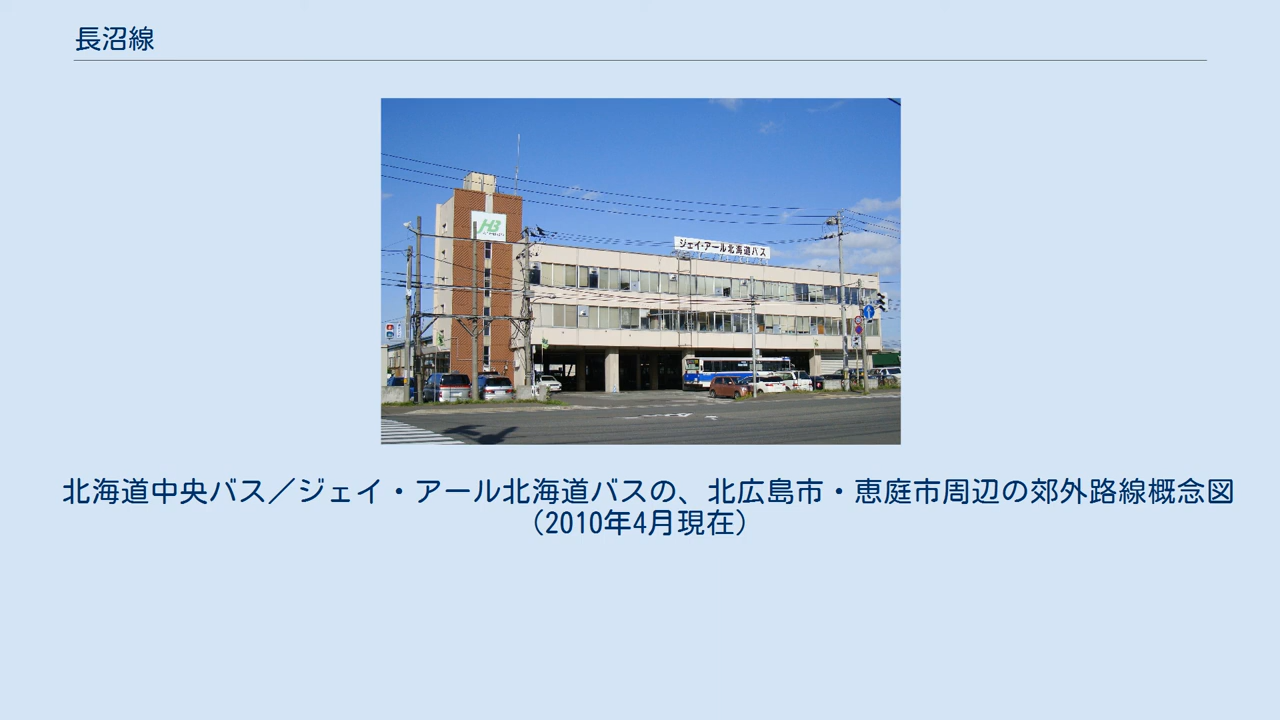 長沼線
JHB
ジェイ・アール北海道バス
北海道中央バス／ジェイ・アール北海道バスの、北広島市・恵庭市周辺の郊外路線概念図
（2010年4月現在）